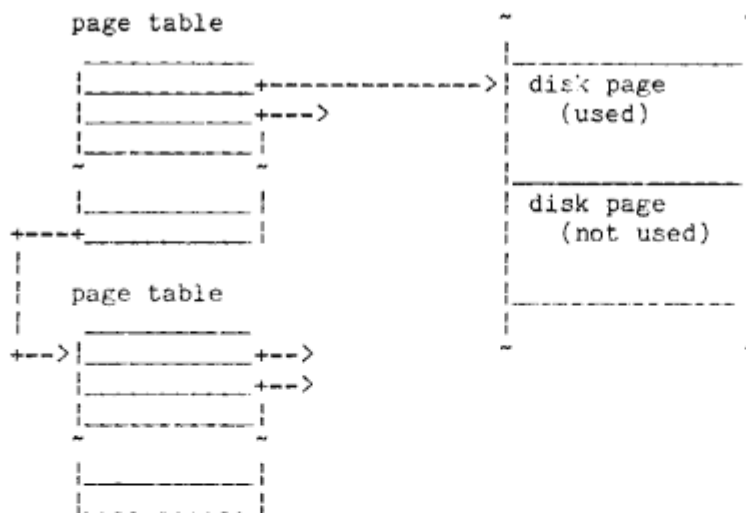 page table
disk page
(used)
disk page
(not used)
page table